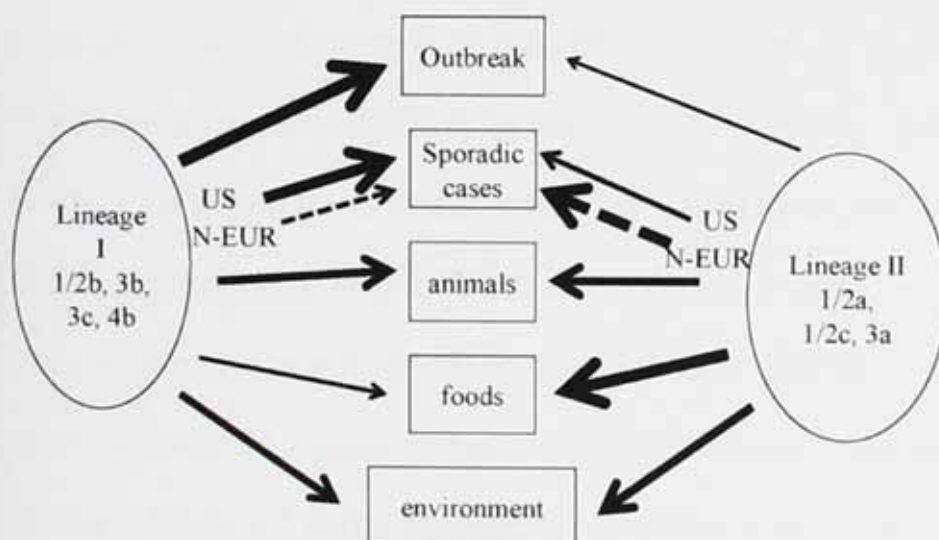 Outbreak
Sporadic
cases
US
N-EUR
US
N-EUR
Lineage
I
1/2b, 3b,
3c, 4b
animals
Lineage II
1/2a,
1/2c, 3a
foods
environment